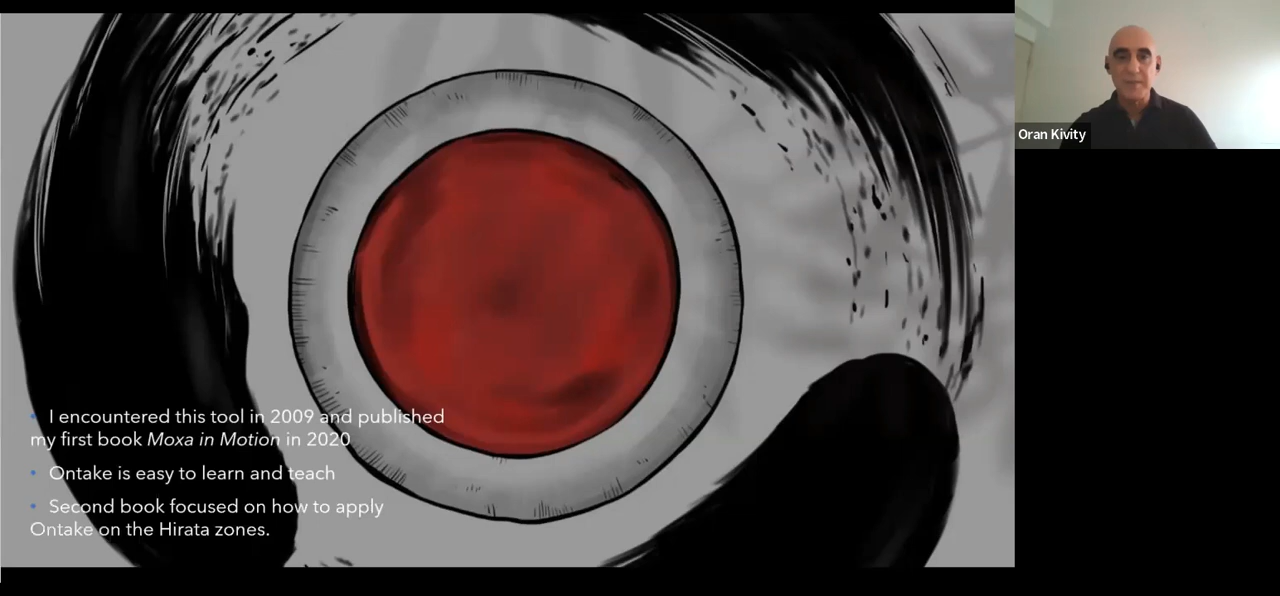 Oran Kivity
• I encountered this tool in 2009 and published
my first book Moxa in Motion in 2020
• Ontake is easy to learn and teach
• Second book focused on how to apply
Ontake on the Hirata zones.